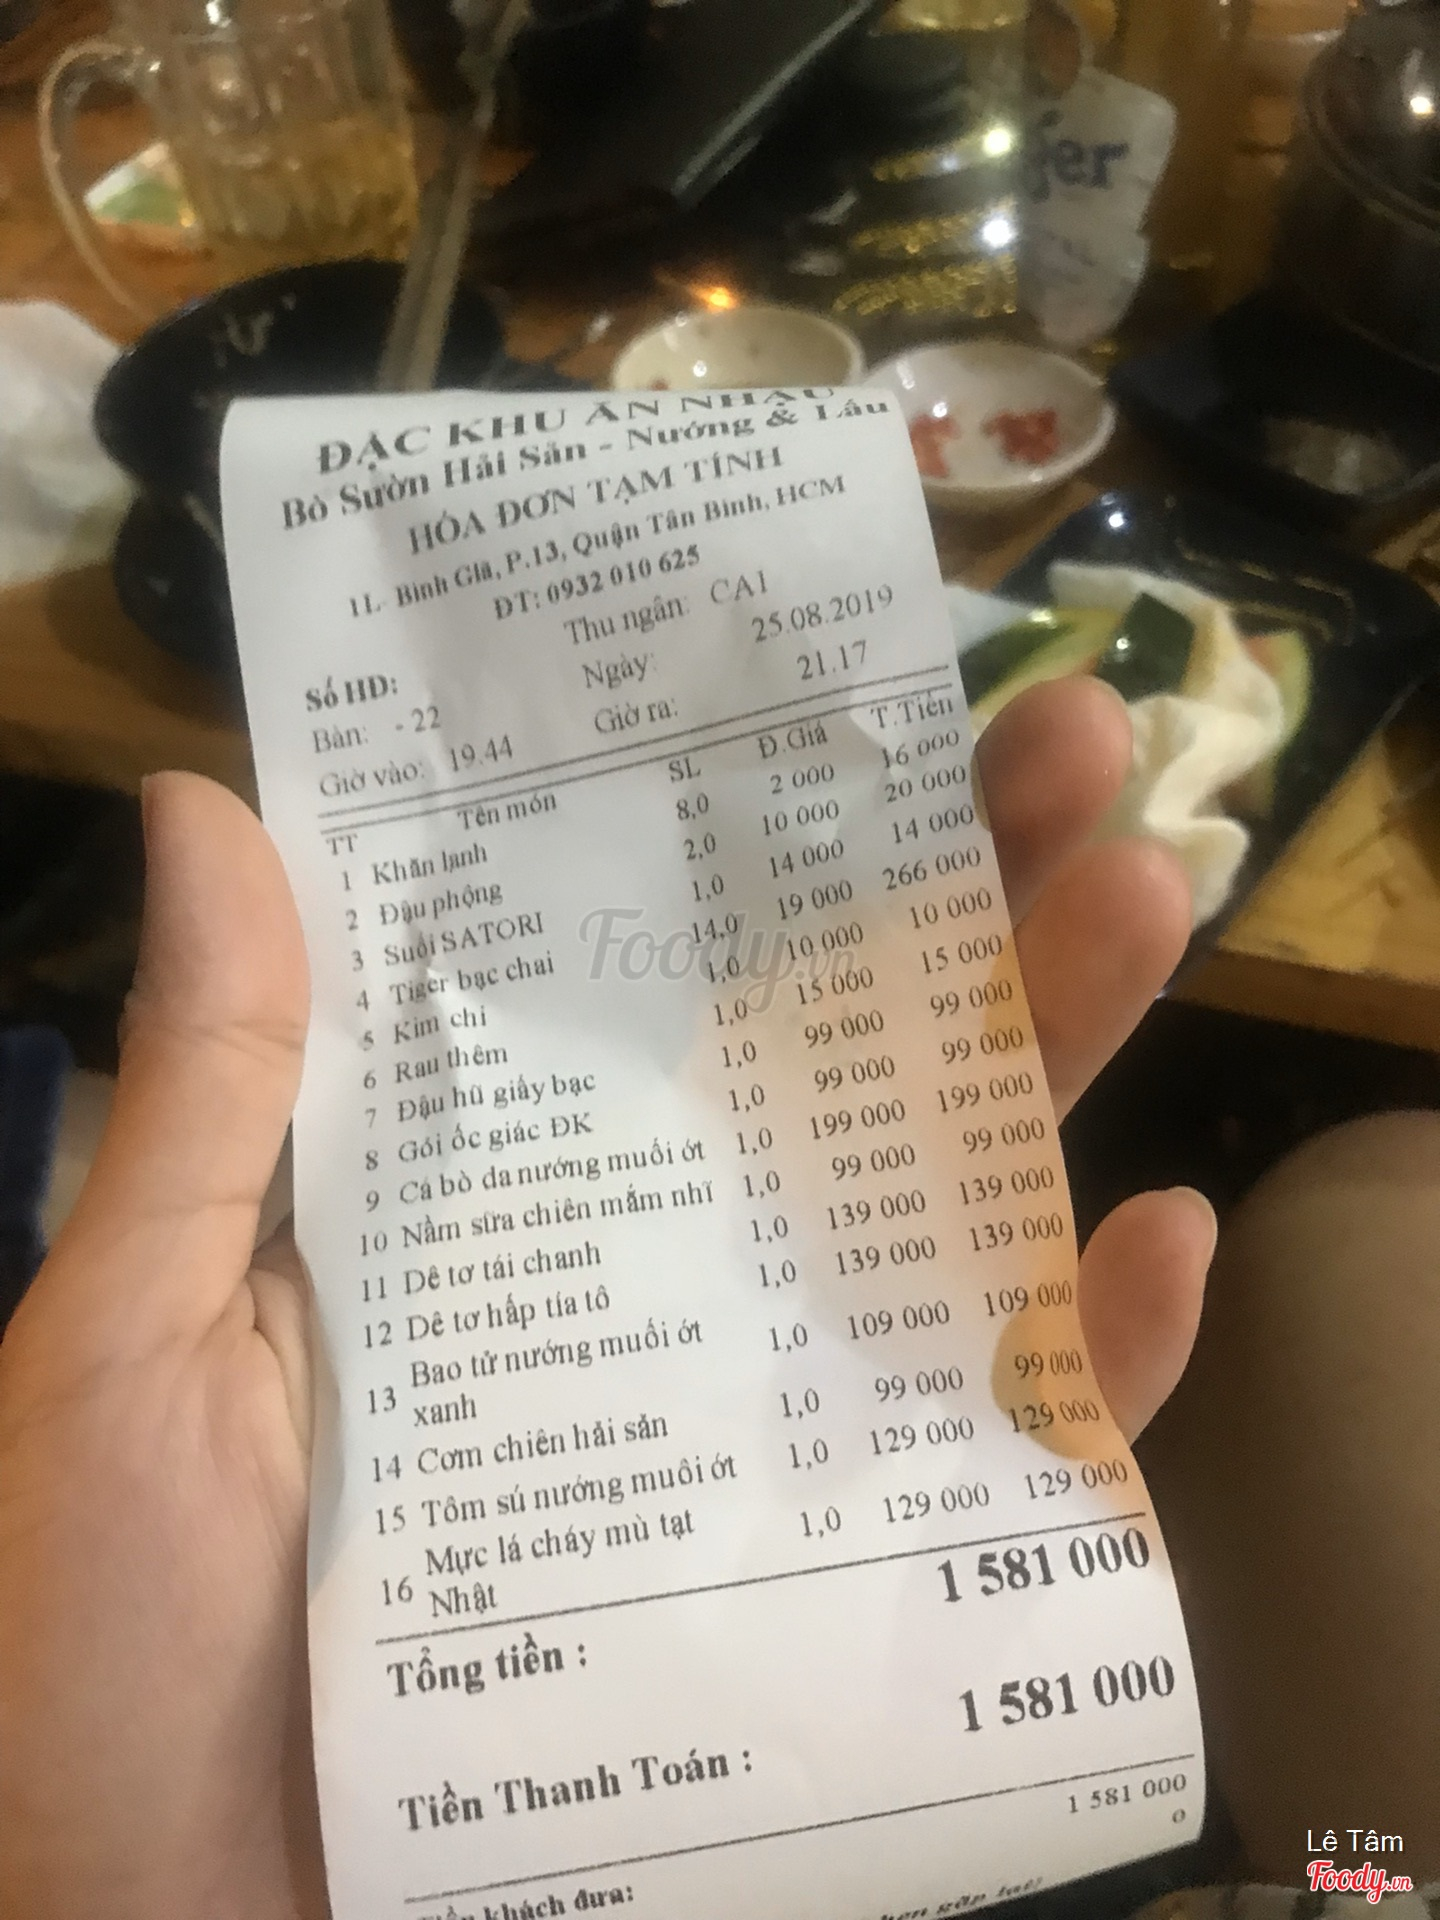 ĐẶC KHU ĂN NHẬU
Bò Sườn Hải Sản - Nướng & Lẩu
HÓA ĐƠN TẠM TÍNH
1L- Bình Giã, P.13, Quận Tân Bình, HCM
ĐT: 0932 010 625
Thu ngân: CA1
Số HD: Ngày: 25.08.2019
Bàn: - 22 Giờ ra: 21.17
Giờ vào: 19.44
TT Tên món SL Đ.Giá T.Tiền
1 Khăn lạnh 8,0 2 000 16 000
2 Đậu phộng 2,0 10 000 20 000
3 Suối SATORI 1,0 14 000 14 000
4 Tiger bạc chai 14,0 19 000 266 000
5 Kim chi 1,0 10 000 10 000
6 Rau thêm 1,0 15 000 15 000
7 Đậu hũ giấy bạc 1,0 99 000 99 000
8 Gỏi ốc giác ĐK 1,0 99 000 99 000
9 Cá bò da nướng muối ớt 1,0 199 000 199 000
10 Nầm sữa chiên mắm nhĩ 1,0 99 000 99 000
11 Dê tơ tái chanh 1,0 139 000 139 000
12 Dê tơ hấp tía tô 1,0 139 000 139 000
13 Bao tử nướng muối ớt
xanh 1,0 109 000 109 000
14 Cơm chiên hải sản 1,0 99 000 99 000
15 Tôm sú nướng muối ớt 1,0 129 000 129 000
16 Mực lá cháy mù tạt
Nhật 1,0 129 000 129 000
Tổng tiền : 1 581 000
Tiền Thanh Toán : 1 581 000
1 581 000
khách đưa: 0
hẹn gặp lại!
Foody.vn
Lê Tâm
Foody.vn